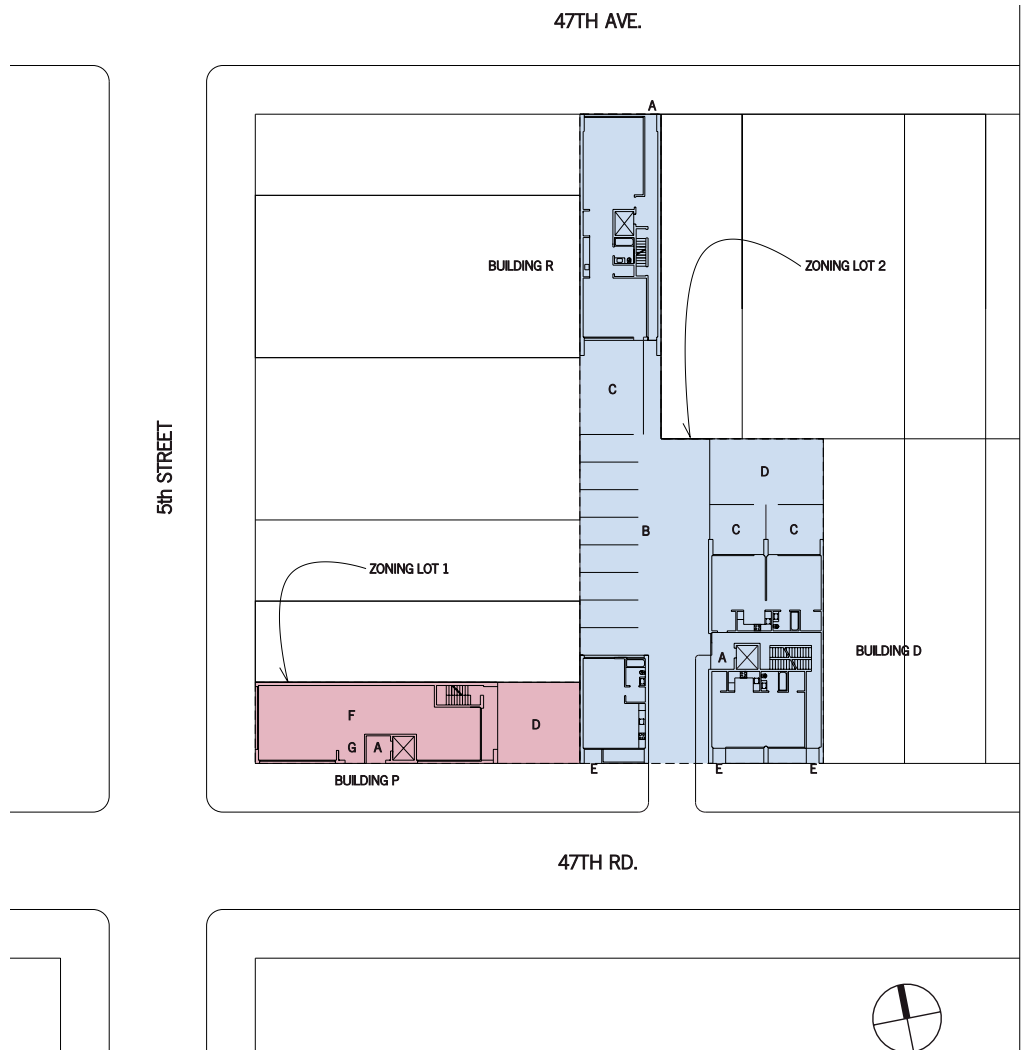 47TH AVE.
A
BUILDING R
ZONING LOT 2
C
5th STREET
D
B
C
C
ZONING LOT 1
A
BUILDING D
F
D
G
A
E
E
E
BUILDING P
47TH RD.